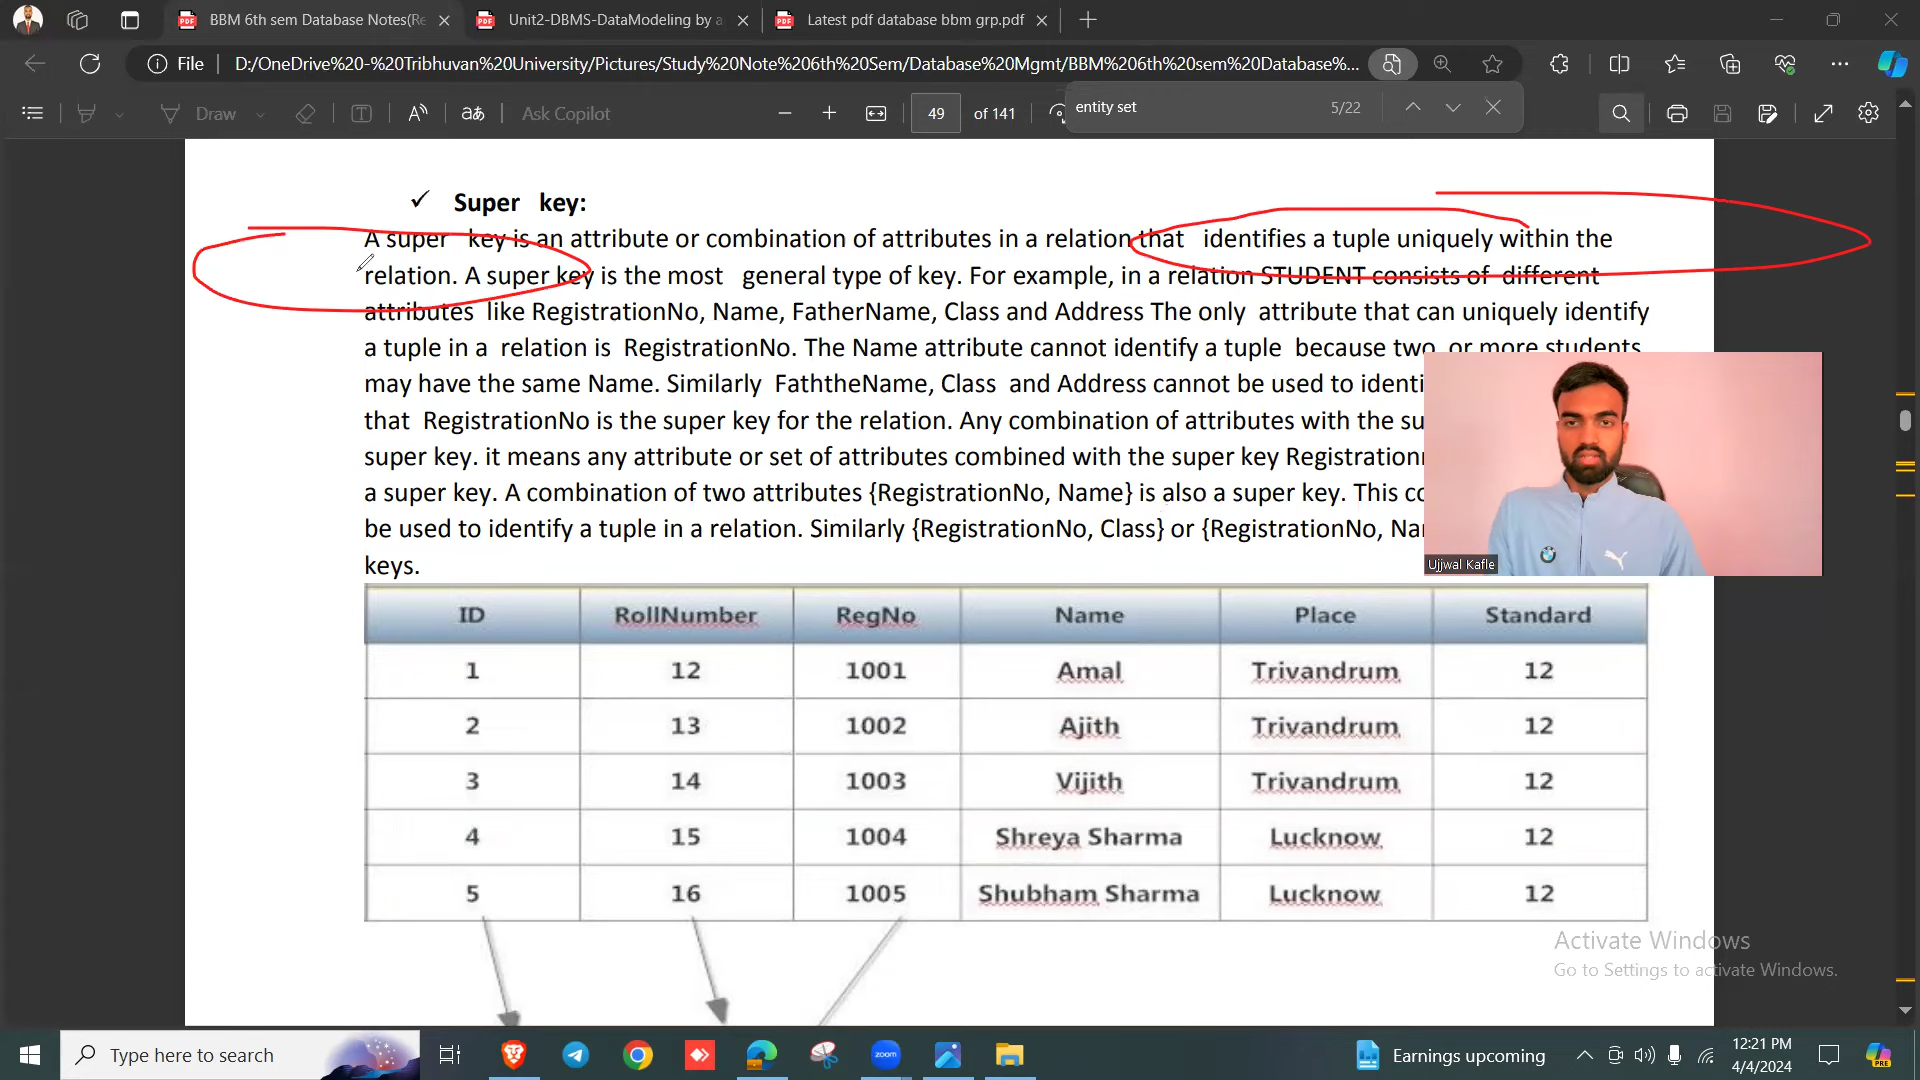 BBM 6th sem Database Notes(Re
Unit2-DBMS-DataModeling by a
Latest pdf database bbm grp.pdf
File
D:/OneDrive%20-%20Tribhuvan%20University/Pictures/Study%20Note%206th%20Sem/Database%20Mgmt/BBM%206th%20sem%20Database%...
Draw
Ask Copilot
49 of 141
entity set 5/22
Super key:
A super key is an attribute or combination of attributes in a relation that identifies a tuple uniquely within the
relation. A super key is the most general type of key. For example, in a relation STUDENT consists of different
attributes like RegistrationNo, Name, FatherName, Class and Address The only attribute that can uniquely identify
a tuple in a relation is RegistrationNo. The Name attribute cannot identify a tuple because two or more students
may have the same Name. Similarly FaththeName, Class and Address cannot be used to identi
that RegistrationNo is the super key for the relation. Any combination of attributes with the su
super key. it means any attribute or set of attributes combined with the super key Registration
a super key. A combination of two attributes {RegistrationNo, Name} is also a super key. This co
be used to identify a tuple in a relation. Similarly {RegistrationNo, Class} or {RegistrationNo, Na
keys.
Ujjwal Kafle
ID RollNumber RegNo Name Place Standard
1 12 1001 Amal Trivandrum 12
2 13 1002 Ajith Trivandrum 12
3 14 1003 Vijith Trivandrum 12
4 15 1004 Shreya Sharma Lucknow 12
5 16 1005 Shubham Sharma Lucknow 12
Activate Windows
Go to Settings to activate Windows.
Type here to search
zoom
Earnings upcoming
12:21 PM
4/4/2024
PRE